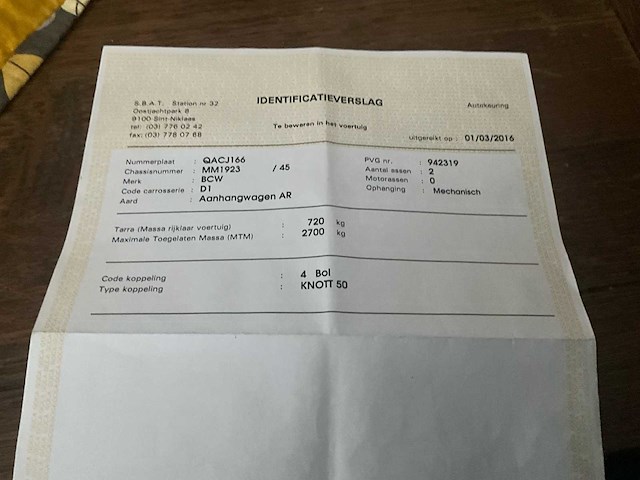 S.B.A.T. Station nr 32
Oostjachtpark 8
9100 Sint-Niklaas
tel: (03) 776 02 42
fax: (03) 778 07 68
IDENTIFICATIEVERSLAG
Te bewaren in het voertuig
Autokeuring
uitgereikt op : 01/03/2016
Nummerplaat : QACJ166
Chassisnummer : MM1923 / 45
Merk : BCW
Code carrosserie : D1
Aard : Aanhangwagen AR
PVG nr. : 942319
Aantal assen : 2
Motorassen : 0
Ophanging : Mechanisch
Tarra (Massa rijklaar voertuig) : 720 kg
Maximale Toegelaten Massa (MTM) : 2700 kg
Code koppeling : 4 Bol
Type koppeling : KNOTT 50